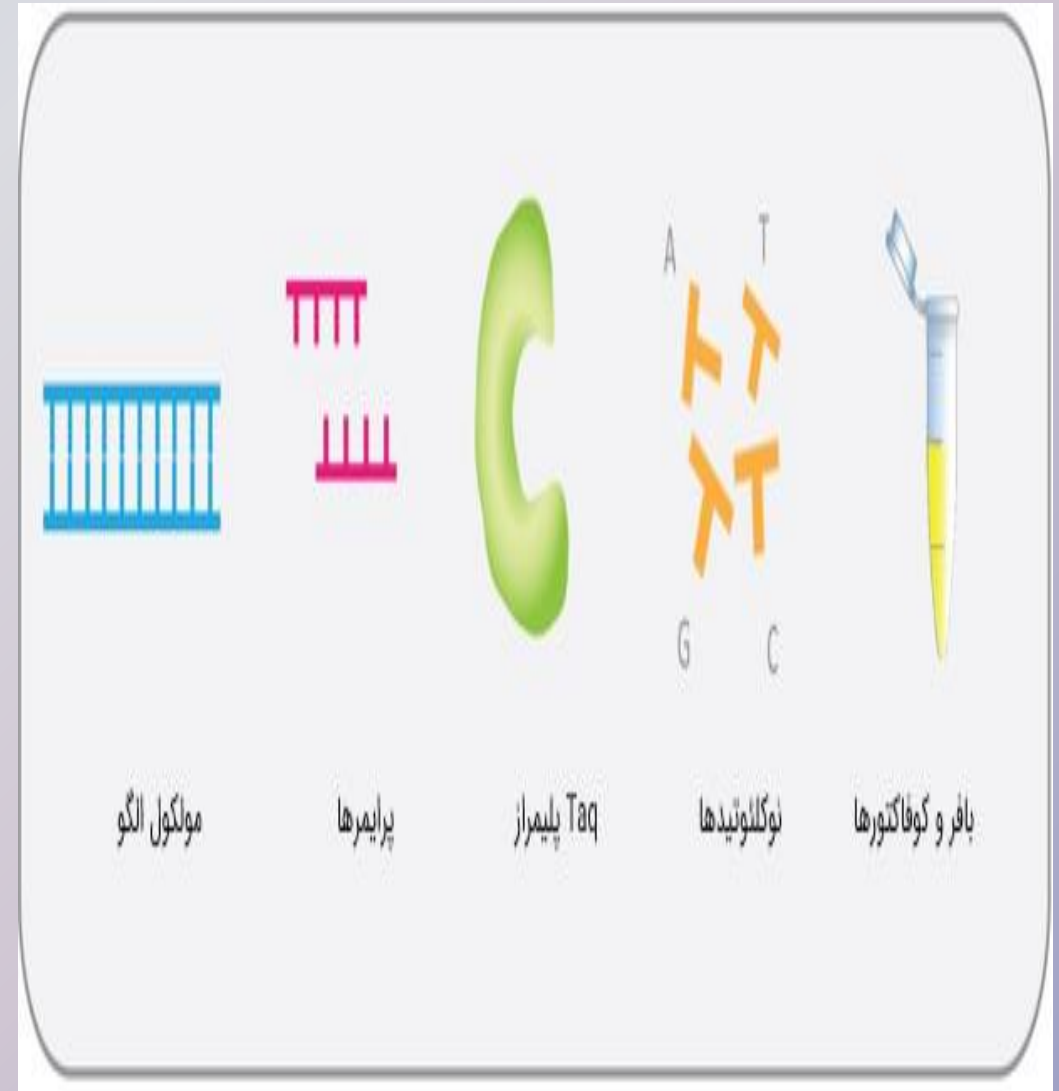 A T
G C
بافر و کوفاکتورها
نوکلئوتیدها
Taq پلیمراز
پرایمرها
مولکول الگو